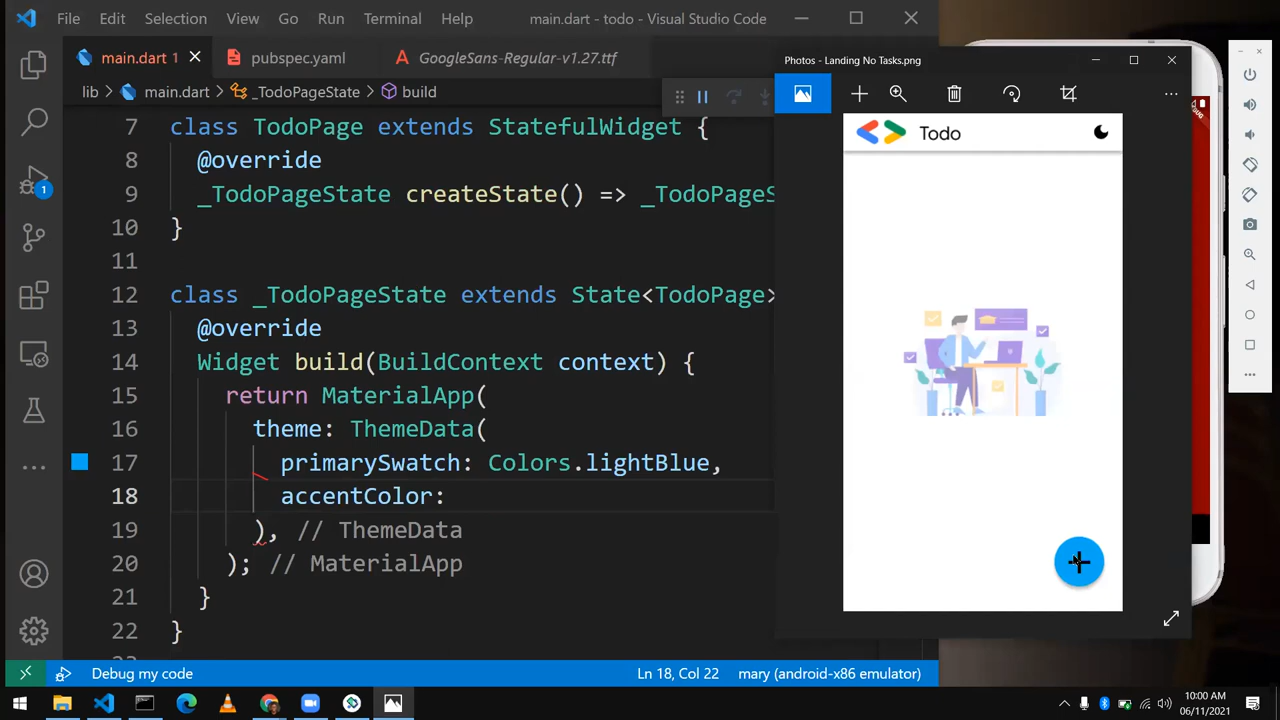 File Edit Selection View Go Run Terminal Help main.dart - todo - Visual Studio Code
main.dart 1 pubspec.yaml GoogleSans-Regular-v1.27.ttf
lib > main.dart > _TodoPageState > build
7 class TodoPage extends StatefulWidget {
8 @override
9 _TodoPageState createState() => _TodoPageS
10 }
11
12 class _TodoPageState extends State<TodoPage>
13 @override
14 Widget build(BuildContext context) {
15 return MaterialApp(
16 theme: ThemeData(
17 primarySwatch: Colors.lightBlue,
18 accentColor:
19 ), // ThemeData
20 ); // MaterialApp
21 }
22 }
1
Debug my code Ln 18, Col 22 mary (android-x86 emulator)
Photos - Landing No Tasks.png
Todo
10:00 AM
06/11/2021